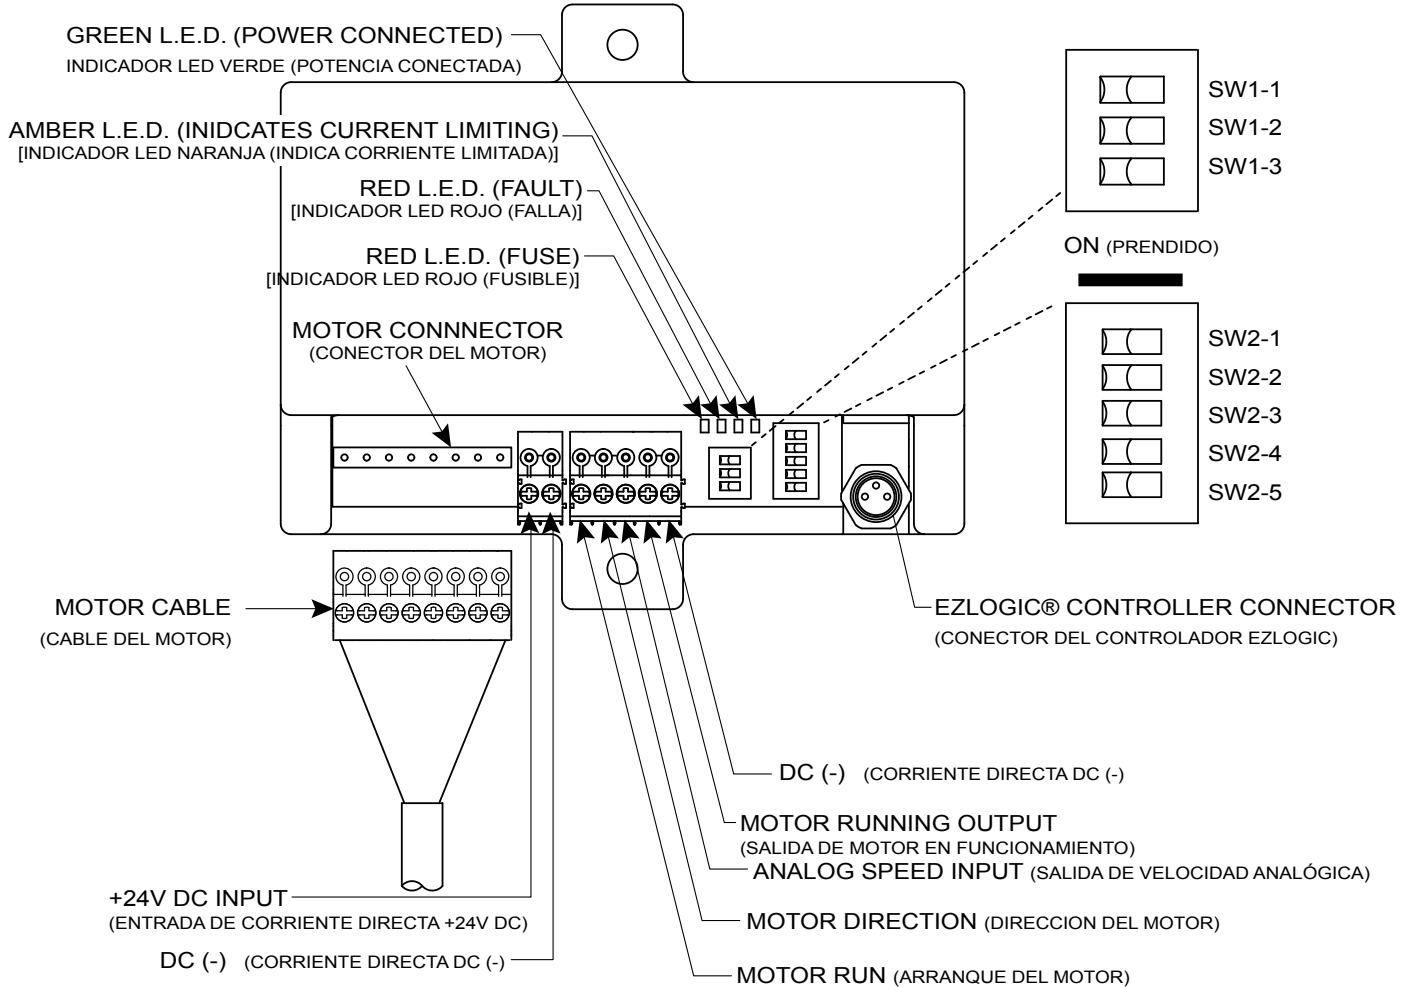 GREEN L.E.D. (POWER CONNECTED)
INDICADOR LED VERDE (POTENCIA CONECTADA)
AMBER L.E.D. (INIDCATES CURRENT LIMITING)
[INDICADOR LED NARANJA (INDICA CORRIENTE LIMITADA)]
RED L.E.D. (FAULT)
[INDICADOR LED ROJO (FALLA)]
RED L.E.D. (FUSE)
[INDICADOR LED ROJO (FUSIBLE)]
MOTOR CONNNECTOR
(CONECTOR DEL MOTOR)
SW1-1
SW1-2
SW1-3
ON (PRENDIDO)
SW2-1
SW2-2
SW2-3
SW2-4
SW2-5
MOTOR CABLE
(CABLE DEL MOTOR)
EZLOGIC® CONTROLLER CONNECTOR
(CONECTOR DEL CONTROLADOR EZLOGIC)
DC (-) (CORRIENTE DIRECTA DC (-)
MOTOR RUNNING OUTPUT
(SALIDA DE MOTOR EN FUNCIONAMIENTO)
ANALOG SPEED INPUT (SALIDA DE VELOCIDAD ANALÓGICA)
MOTOR DIRECTION (DIRECCION DEL MOTOR)
MOTOR RUN (ARRANQUE DEL MOTOR)
+24V DC INPUT
(ENTRADA DE CORRIENTE DIRECTA +24V DC)
DC (-) (CORRIENTE DIRECTA DC (-)